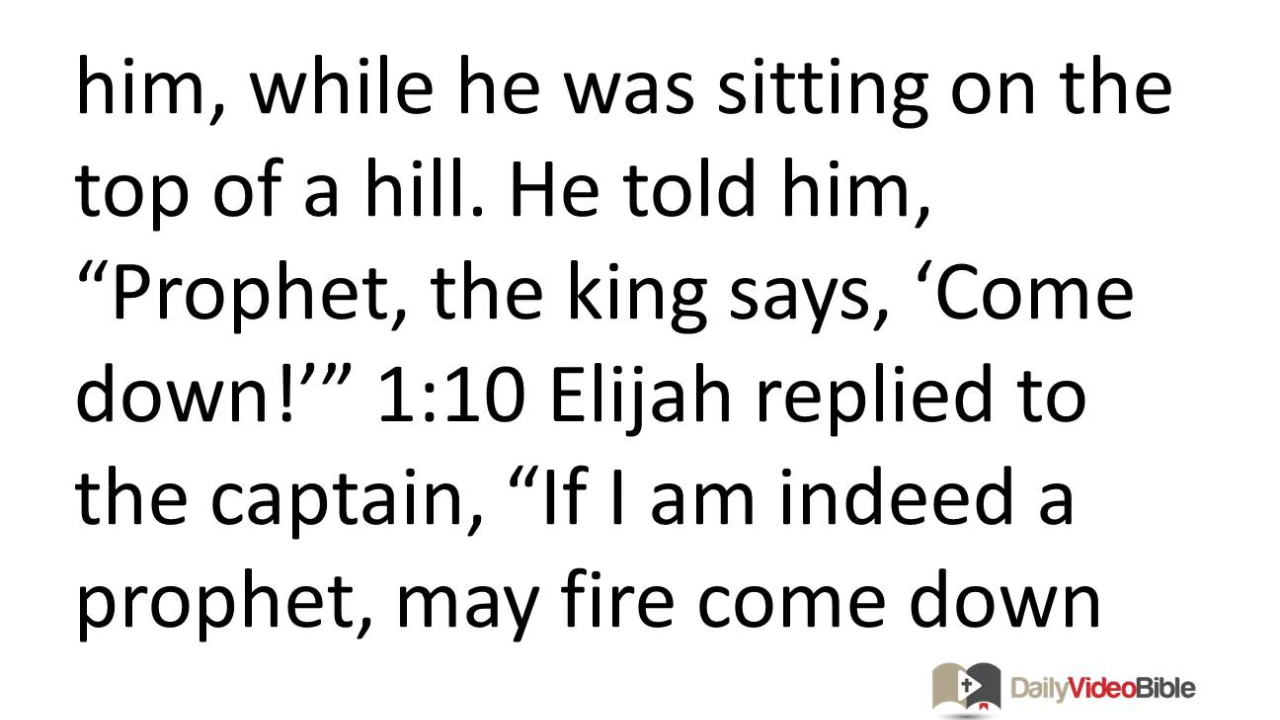 him, while he was sitting on the
top of a hill. He told him,
“Prophet, the king says, ‘Come
down!’” 1:10 Elijah replied to
the captain, “If I am indeed a
prophet, may fire come down
DailyVideoBible